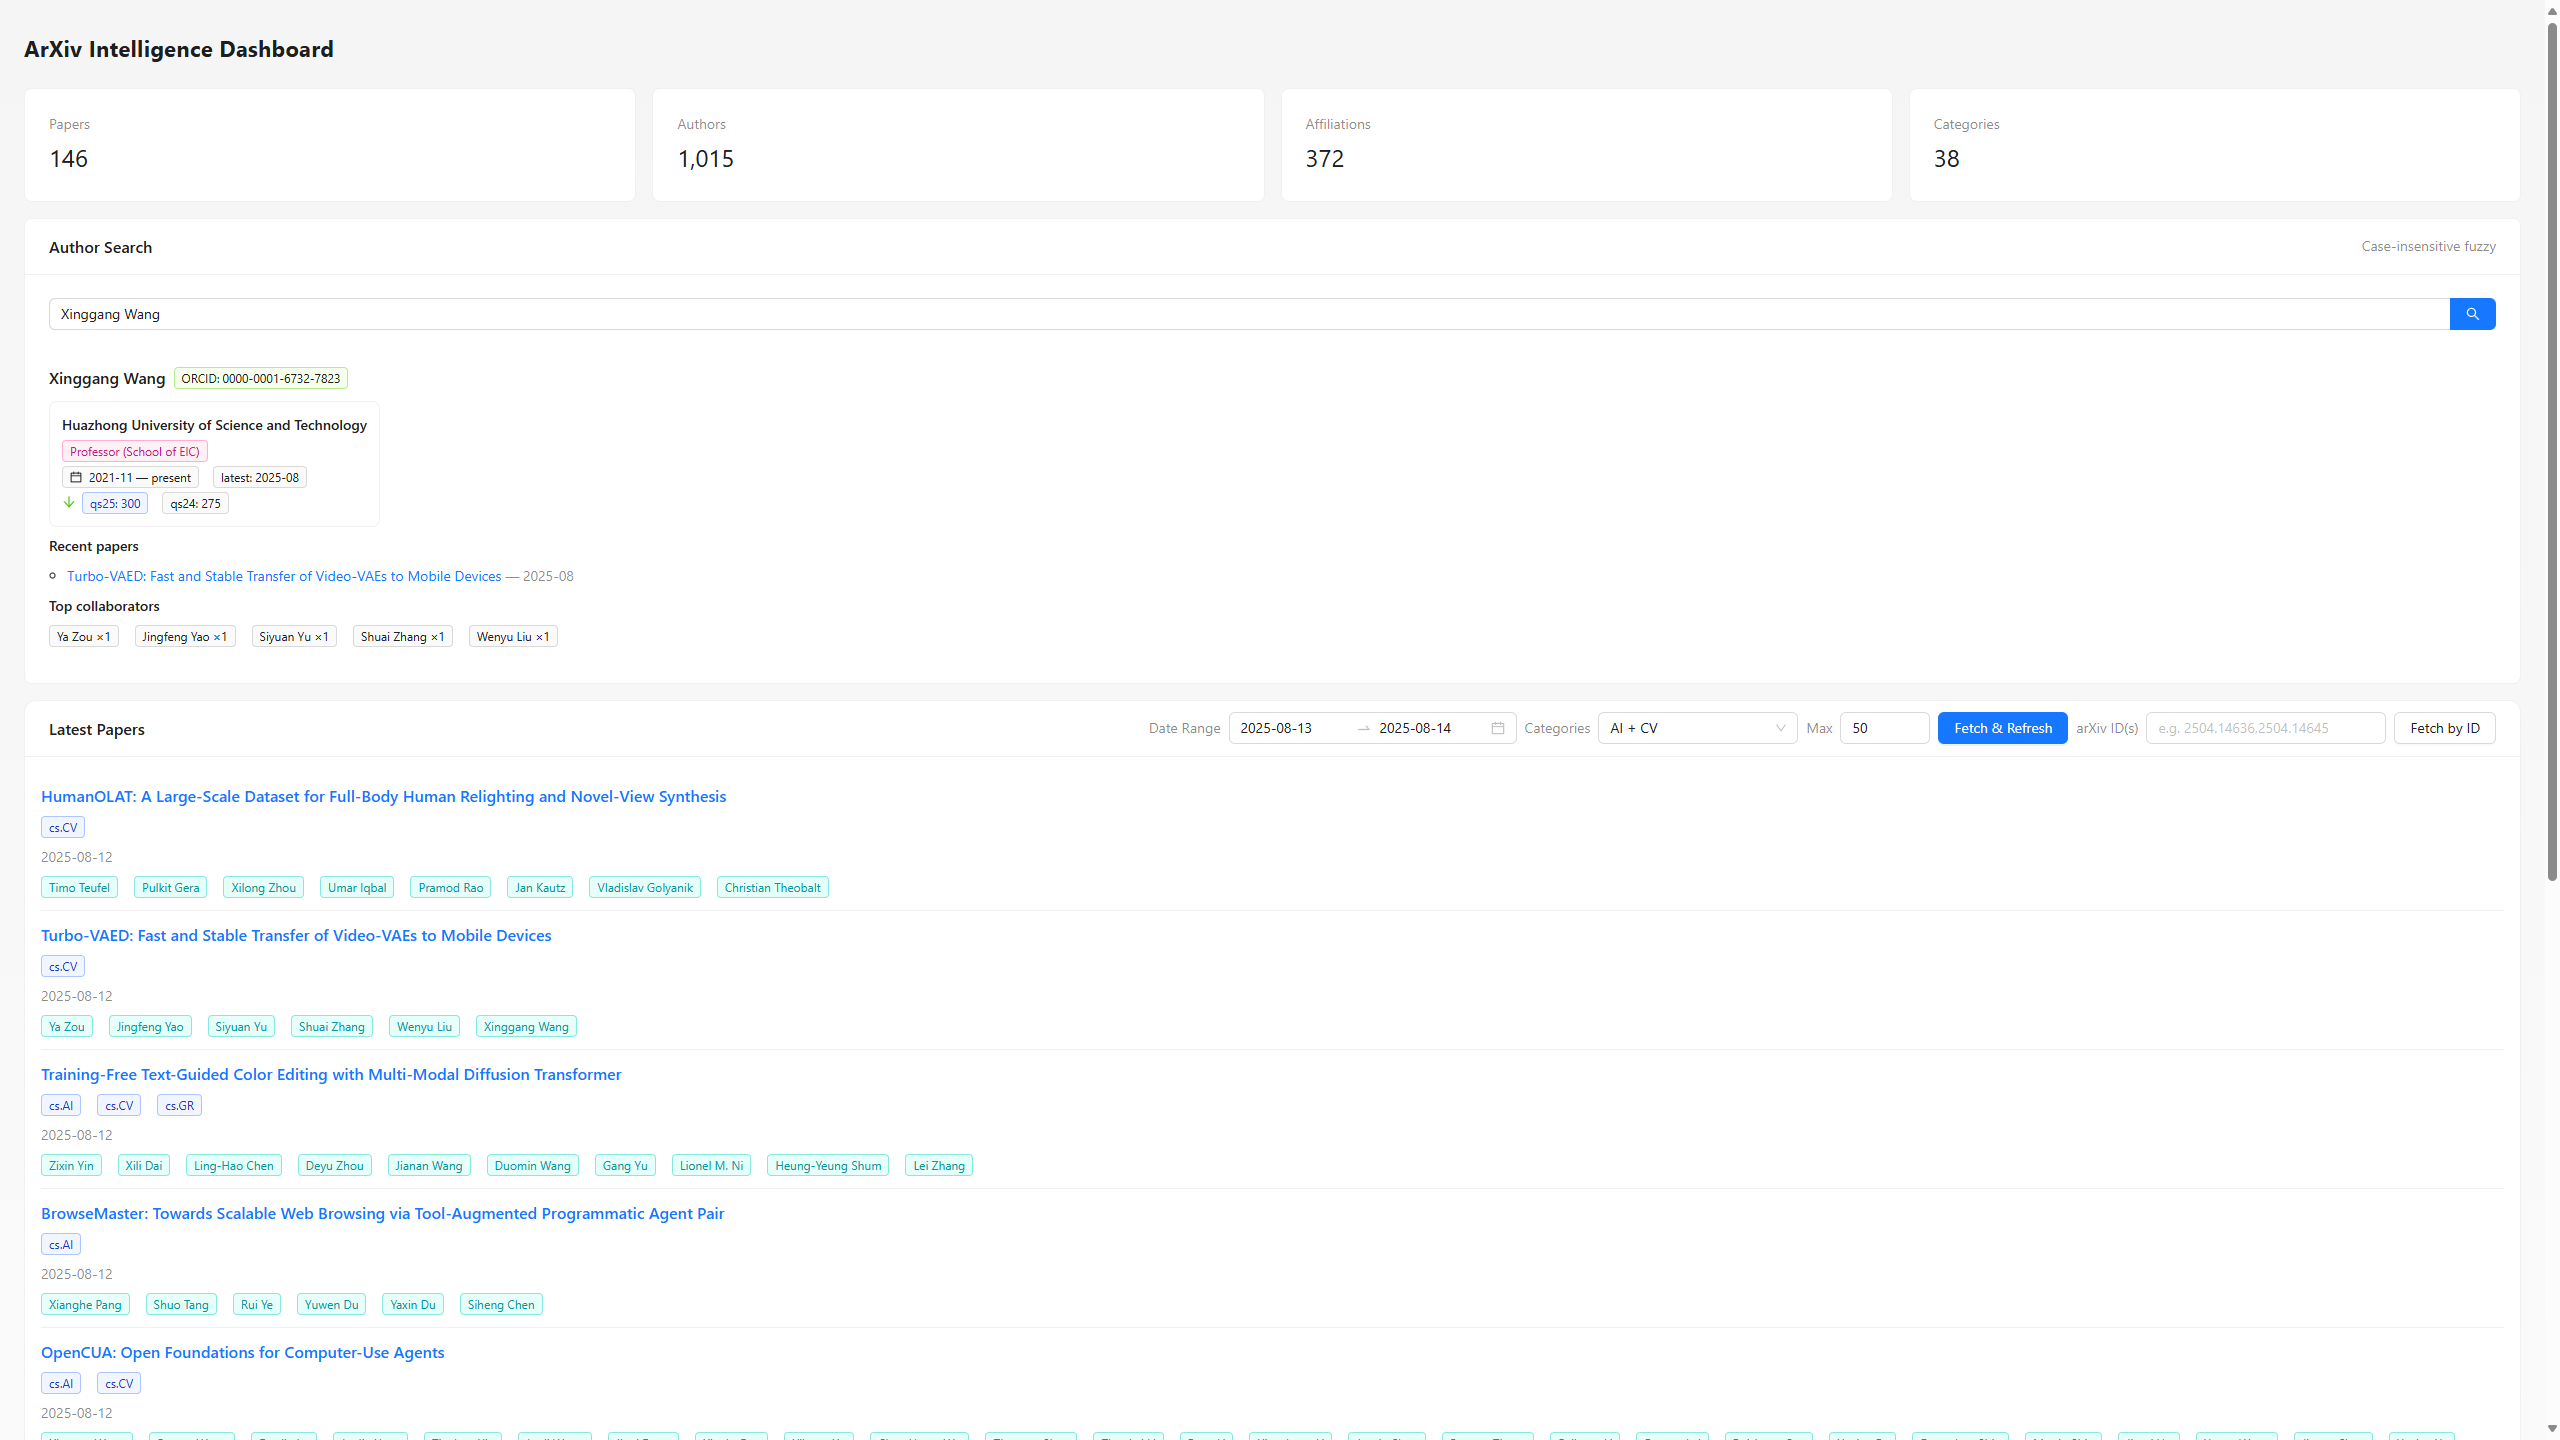 ArXiv Intelligence Dashboard
Papers
146
Authors
1,015
Affiliations
372
Categories
38
Author Search
Case-insensitive fuzzy
Xinggang Wang
Xinggang Wang ORCID: 0000-0001-6732-7823
Huazhong University of Science and Technology
Professor (School of EIC)
2021-11 — present latest: 2025-08
qs25: 300 qs24: 275
Recent papers
Turbo-VAED: Fast and Stable Transfer of Video-VAEs to Mobile Devices — 2025-08
Top collaborators
Ya Zou ×1 Jingfeng Yao ×1 Siyuan Yu ×1 Shuai Zhang ×1 Wenyu Liu ×1
Latest Papers
Date Range 2025-08-13 → 2025-08-14 Categories AI + CV Max 50 Fetch & Refresh arXiv ID(s) e.g. 2504.14636,2504.14645 Fetch by ID
HumanOLAT: A Large-Scale Dataset for Full-Body Human Relighting and Novel-View Synthesis
cs.CV
2025-08-12
Timo Teufel Pulkit Gera Xilong Zhou Umar Iqbal Pramod Rao Jan Kautz Vladislav Golyanik Christian Theobalt
Turbo-VAED: Fast and Stable Transfer of Video-VAEs to Mobile Devices
cs.CV
2025-08-12
Ya Zou Jingfeng Yao Siyuan Yu Shuai Zhang Wenyu Liu Xinggang Wang
Training-Free Text-Guided Color Editing with Multi-Modal Diffusion Transformer
cs.AI cs.CV cs.GR
2025-08-12
Zixin Yin Xili Dai Ling-Hao Chen Deyu Zhou Jianan Wang Duomin Wang Gang Yu Lionel M. Ni Heung-Yeung Shum Lei Zhang
BrowseMaster: Towards Scalable Web Browsing via Tool-Augmented Programmatic Agent Pair
cs.AI
2025-08-12
Xianghe Pang Shuo Tang Rui Ye Yuwen Du Yaxin Du Siheng Chen
OpenCUA: Open Foundations for Computer-Use Agents
cs.AI cs.CV
2025-08-12